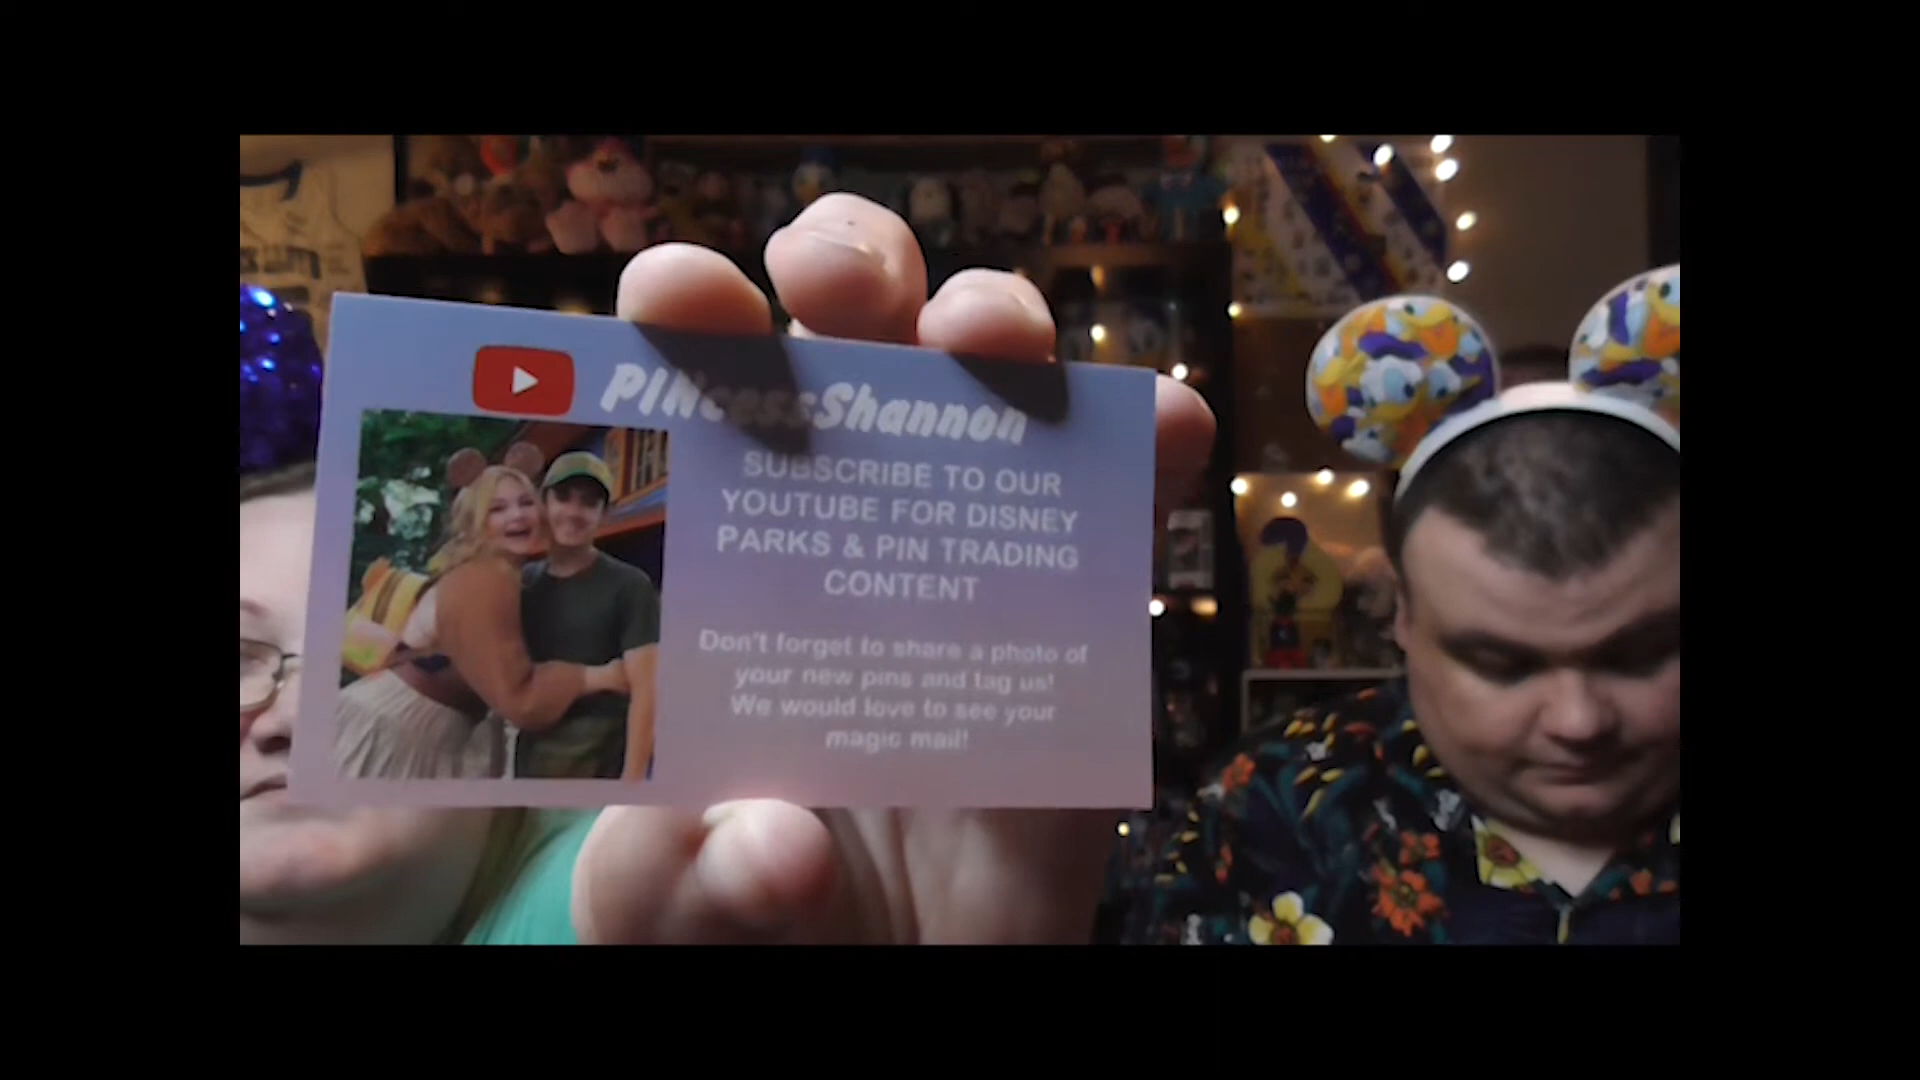 PINcessShannon
SUBSCRIBE TO OUR
YOUTUBE FOR DISNEY
PARKS & PIN TRADING
CONTENT
Don't forget to share a photo of
your new pins and tag us!
We would love to see your
magic mail!